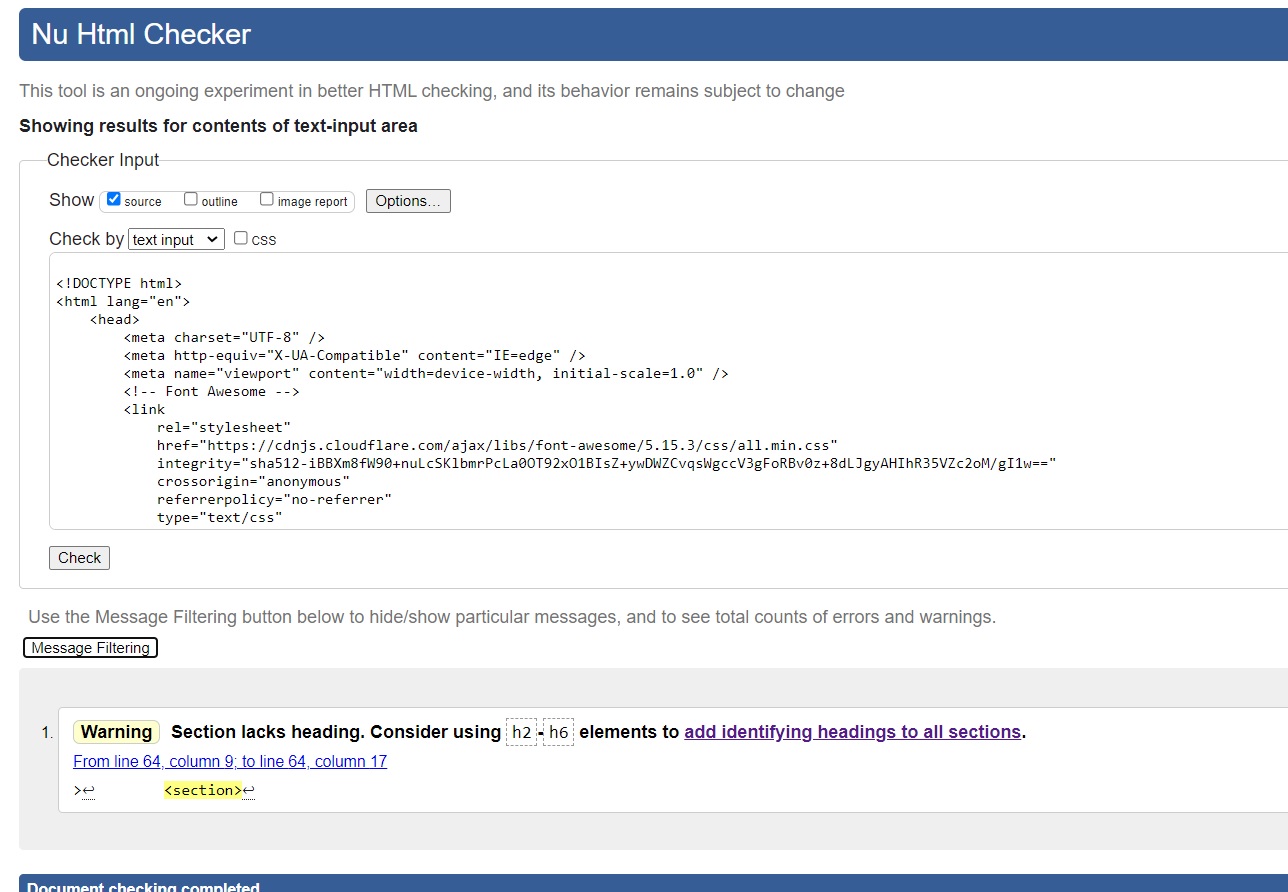 Nu Html Checker
This tool is an ongoing experiment in better HTML checking, and its behavior remains subject to change
Showing results for contents of text-input area
Checker Input
Show source outline image report Options...
Check by text input css
<!DOCTYPE html>
<html lang="en">
    <head>
        <meta charset="UTF-8" />
        <meta http-equiv="X-UA-Compatible" content="IE=edge" />
        <meta name="viewport" content="width=device-width, initial-scale=1.0" />
        <!-- Font Awesome -->
        <link
            rel="stylesheet"
            href="https://cdnjs.cloudflare.com/ajax/libs/font-awesome/5.15.3/css/all.min.css"
            integrity="sha512-iBBXm8fW90+nuLcSKlbmrPcLa0OT92xO1BIsZ+ywDWZCvqsWgccV3gFoRBv0z+8dLJgyAHIhR35VZc2oM/gI1w=="
            crossorigin="anonymous"
            referrerpolicy="no-referrer"
            type="text/css"
Check
Use the Message Filtering button below to hide/show particular messages, and to see total counts of errors and warnings.
Message Filtering
1. Warning Section lacks heading. Consider using h2-h6 elements to add identifying headings to all sections.
From line 64, column 9; to line 64, column 17
>↩ <section>↩
Document checking completed